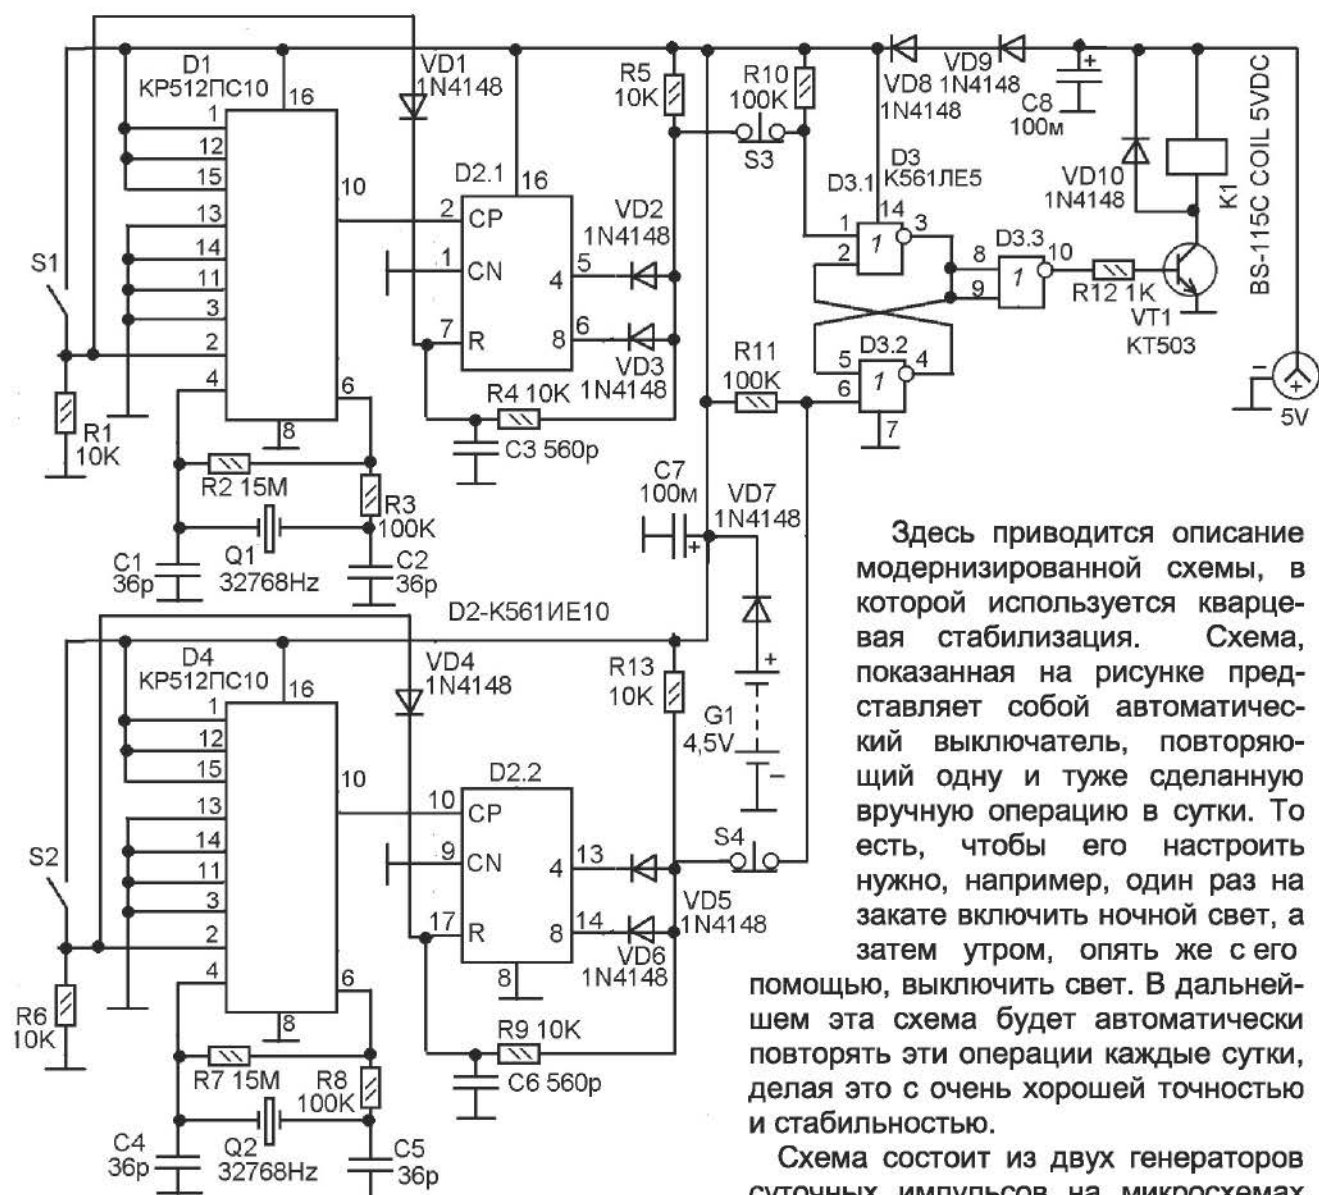 D1
КР512ПС10
16
1
12
15
13
14
11
3
2
4
10
6
8
S1
R1
10K
R2 15M
R3
100K
C1
36p
Q1
32768Hz
C2
36p
VD1
1N4148
D2.1
16
2 CP
1 CN
7 R
4 5
8 6
VD2
1N4148
VD3
1N4148
R4 10K
C3 560p
R5
10K
S3
R10
100K
VD8
1N4148
VD9
1N4148
C8
100м
+
D3
К561ЛЕ5
D3.1
14
1
2
1
3
D3.3
8
9
1
10
D3.2
5
6
1
4
7
R11
100K
R12 1K
VT1
КТ503
VD10
1N4148
K1
BS-115C COIL 5VDC
−
+
5V
C7
100м
+
VD7
1N4148
+
G1
4,5V
−
D2-К561ИЕ10
D4
КР512ПС10
16
1
12
15
13
14
11
3
2
4
10
6
8
S2
R6
10K
R7 15M
R8
100K
C4
36p
Q2
32768Hz
C5
36p
VD4
1N4148
D2.2
10 CP
9 CN
17 R
4 13
8 14
8
VD5
1N4148
VD6
1N4148
R9 10K
C6 560p
R13
10K
S4
Здесь приводится описание
модернизированной схемы, в
которой используется кварце-
вая стабилизация. Схема,
показанная на рисунке пред-
ставляет собой автоматичес-
кий выключатель, повторяю-
щий одну и туже сделанную
вручную операцию в сутки. То
есть, чтобы его настроить
нужно, например, один раз на
закате включить ночной свет, а
затем утром, опять же с его
помощью, выключить свет. В дальней-
шем эта схема будет автоматически
повторять эти операции каждые сутки,
делая это с очень хорошей точностью
и стабильностью.
Схема состоит из двух генераторов
суточных импульсов на микросхемах